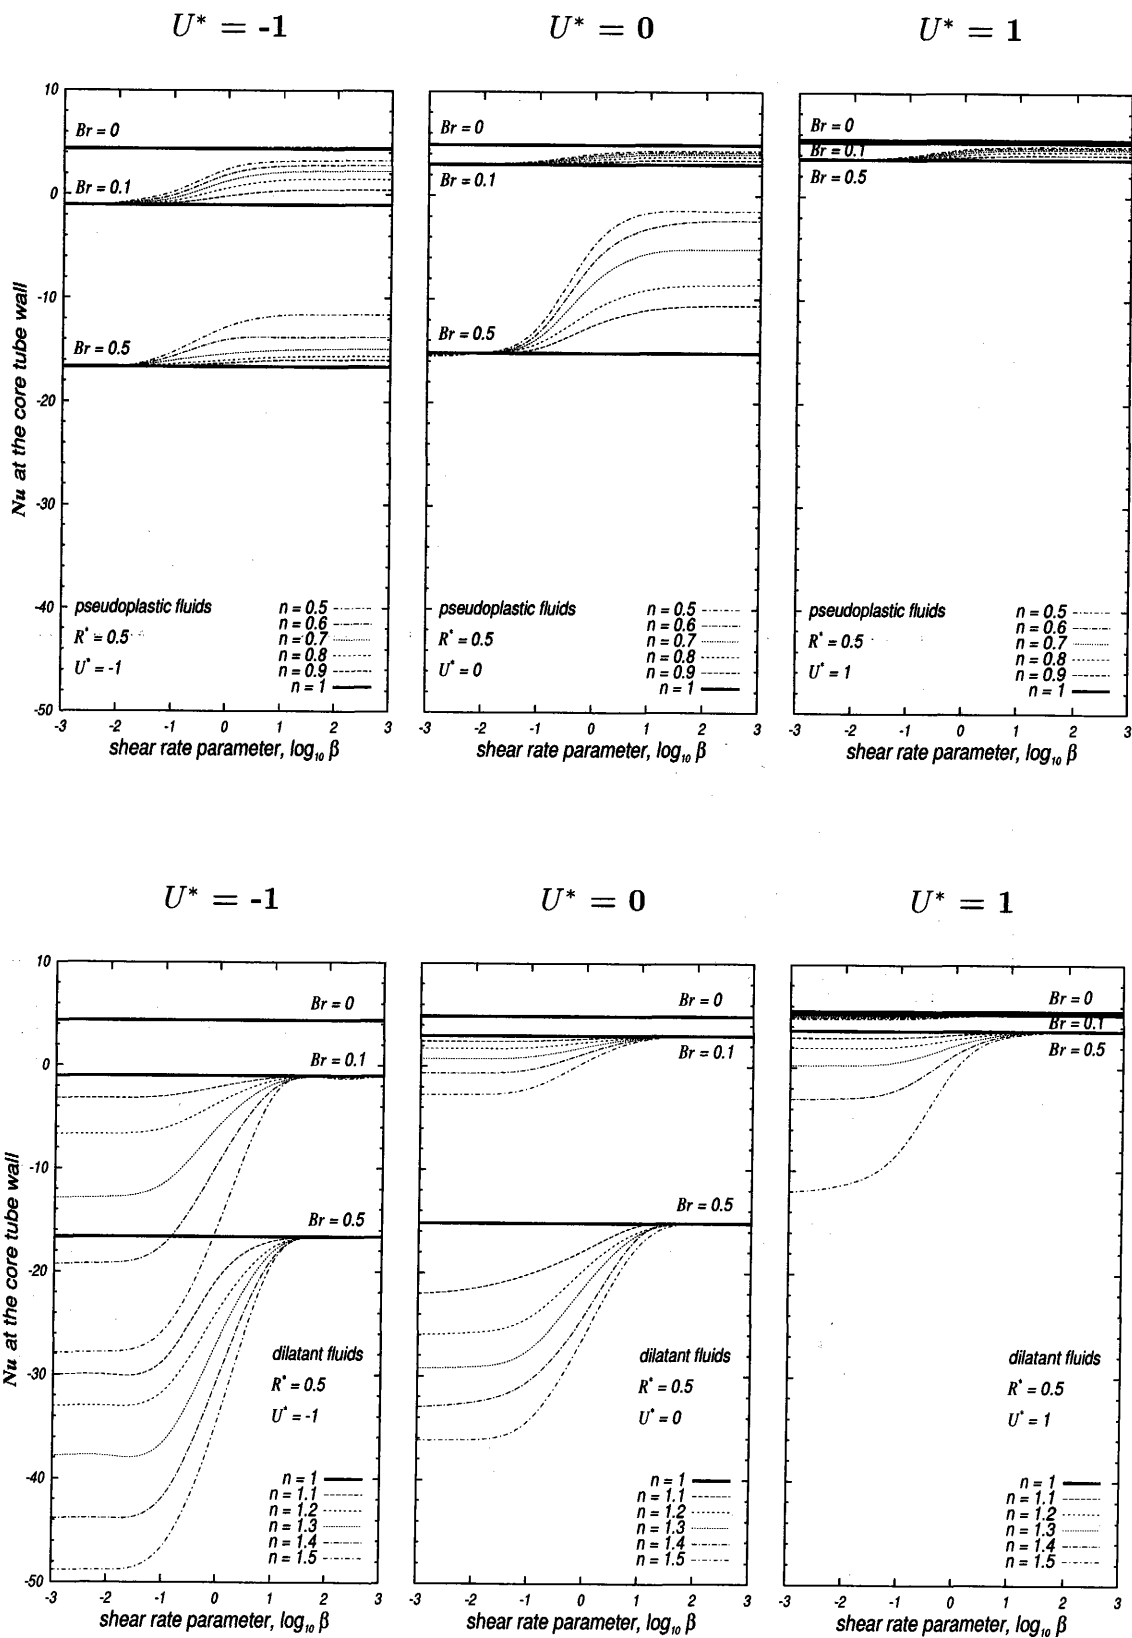 U* = -1
U* = 0
U* = 1
10
0
-10
-20
-30
-40
-50
Nu at the core tube wall
Br = 0
Br = 0.1
Br = 0.5
pseudoplastic fluids
R* = 0.5
U* = -1
n = 0.5
n = 0.6
n = 0.7
n = 0.8
n = 0.9
n = 1
-3 -2 -1 0 1 2 3
shear rate parameter, log₁₀ β
Br = 0
Br = 0.1
Br = 0.5
pseudoplastic fluids
R* = 0.5
U* = 0
n = 0.5
n = 0.6
n = 0.7
n = 0.8
n = 0.9
n = 1
-3 -2 -1 0 1 2 3
shear rate parameter, log₁₀ β
Br = 0
Br = 0.1
Br = 0.5
pseudoplastic fluids
R* = 0.5
U* = 1
n = 0.5
n = 0.6
n = 0.7
n = 0.8
n = 0.9
n = 1
-3 -2 -1 0 1 2 3
shear rate parameter, log₁₀ β
U* = -1
U* = 0
U* = 1
10
0
-10
-20
-30
-40
-50
Nu at the core tube wall
Br = 0
Br = 0.1
Br = 0.5
dilatant fluids
R* = 0.5
U* = -1
n = 1
n = 1.1
n = 1.2
n = 1.3
n = 1.4
n = 1.5
-3 -2 -1 0 1 2 3
shear rate parameter, log₁₀ β
Br = 0
Br = 0.1
Br = 0.5
dilatant fluids
R* = 0.5
U* = 0
n = 1
n = 1.1
n = 1.2
n = 1.3
n = 1.4
n = 1.5
-3 -2 -1 0 1 2 3
shear rate parameter, log₁₀ β
Br = 0
Br = 0.1
Br = 0.5
dilatant fluids
R* = 0.5
U* = 1
n = 1
n = 1.1
n = 1.2
n = 1.3
n = 1.4
n = 1.5
-3 -2 -1 0 1 2 3
shear rate parameter, log₁₀ β